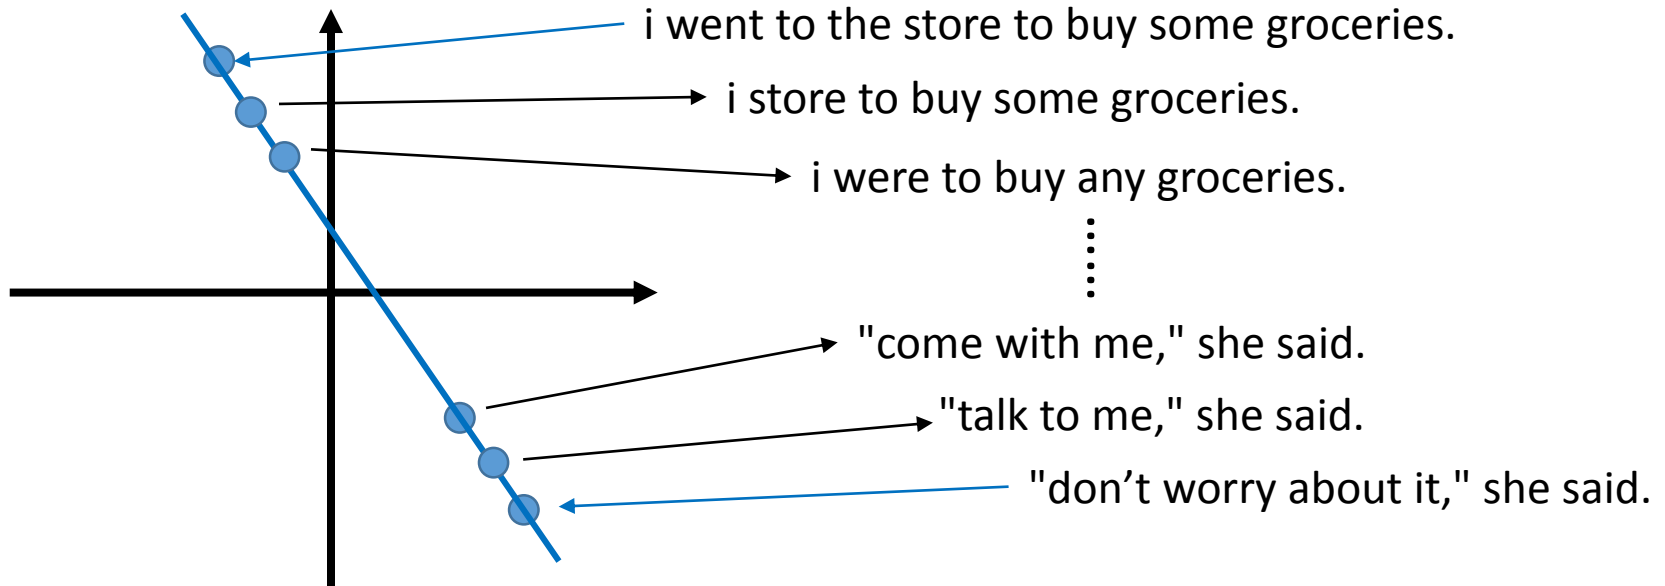 i went to the store to buy some groceries.
i store to buy some groceries.
i were to buy any groceries.
"come with me," she said.
"talk to me," she said.
"don’t worry about it," she said.